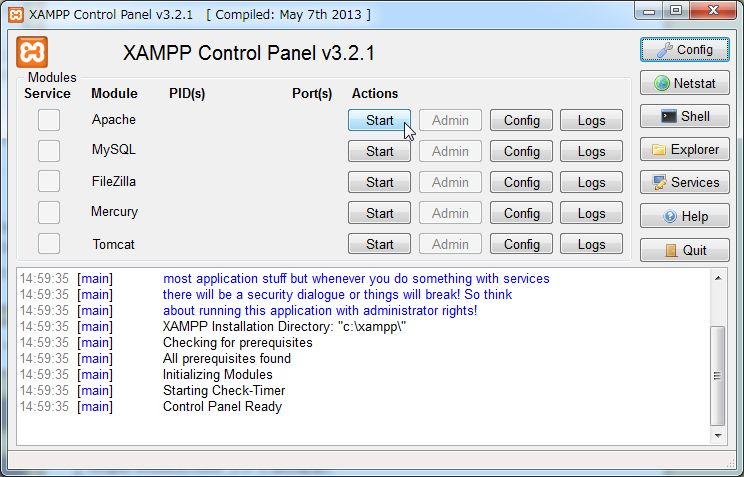 XAMPP Control Panel v3.2.1 [ Compiled: May 7th 2013 ]
XAMPP Control Panel v3.2.1
Config
Modules
Service Module PID(s) Port(s) Actions
Netstat
Apache Start Admin Config Logs
Shell
MySQL Start Admin Config Logs
Explorer
FileZilla Start Admin Config Logs
Services
Mercury Start Admin Config Logs
Help
Tomcat Start Admin Config Logs
Quit
14:59:35 [main] most application stuff but whenever you do something with services
14:59:35 [main] there will be a security dialogue or things will break! So think
14:59:35 [main] about running this application with administrator rights!
14:59:35 [main] XAMPP Installation Directory: "c:\xampp\"
14:59:35 [main] Checking for prerequisites
14:59:35 [main] All prerequisites found
14:59:35 [main] Initializing Modules
14:59:35 [main] Starting Check-Timer
14:59:35 [main] Control Panel Ready